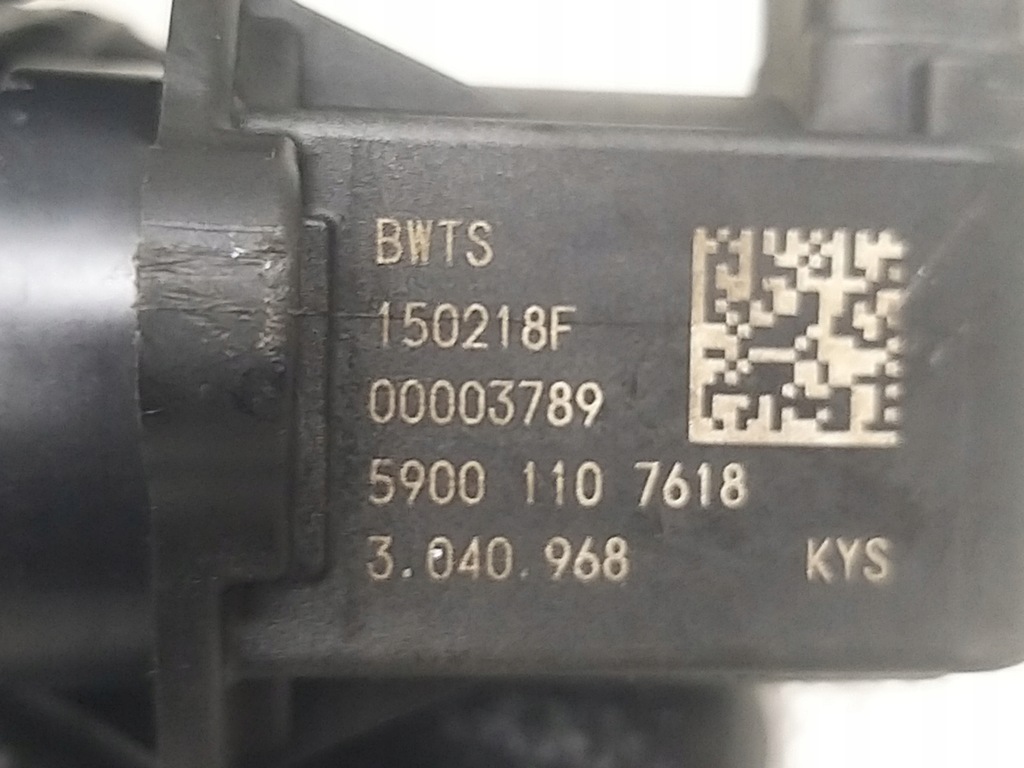 BWTS
150218F
00003789
5900 110 7618
3.040.968 KYS